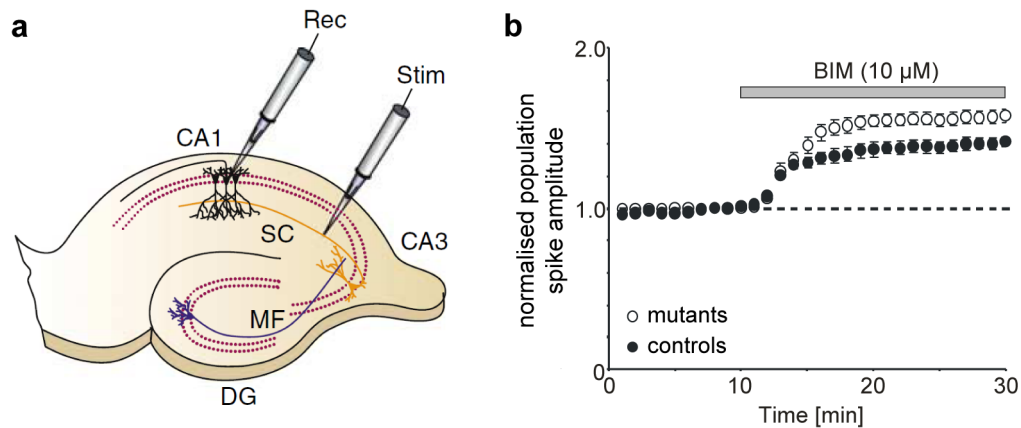 a
Rec
Stim
CA1
SC
CA3
MF
DG
b
2.0
BIM (10 µM)
1.0
normalised population
spike amplitude
mutants
controls
0
0
10
20
30
Time [min]